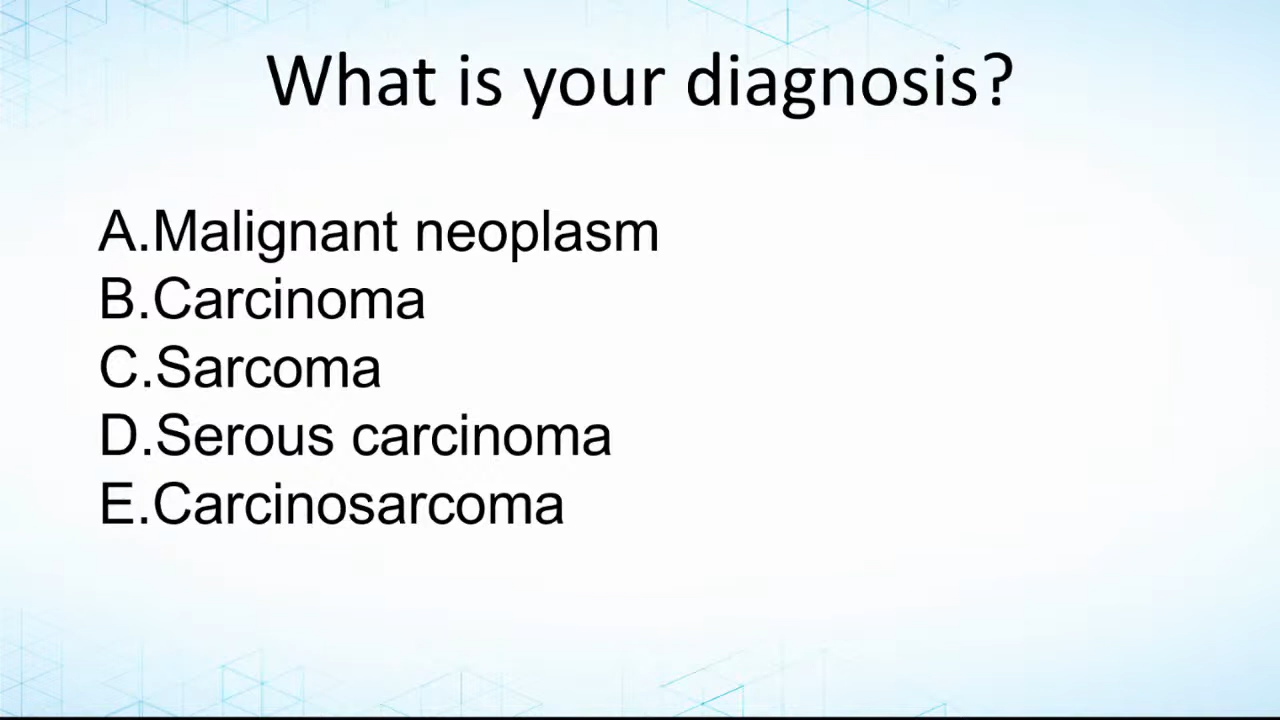 What is your diagnosis?
A.Malignant neoplasm
B.Carcinoma
C.Sarcoma
D.Serous carcinoma
E.Carcinosarcoma